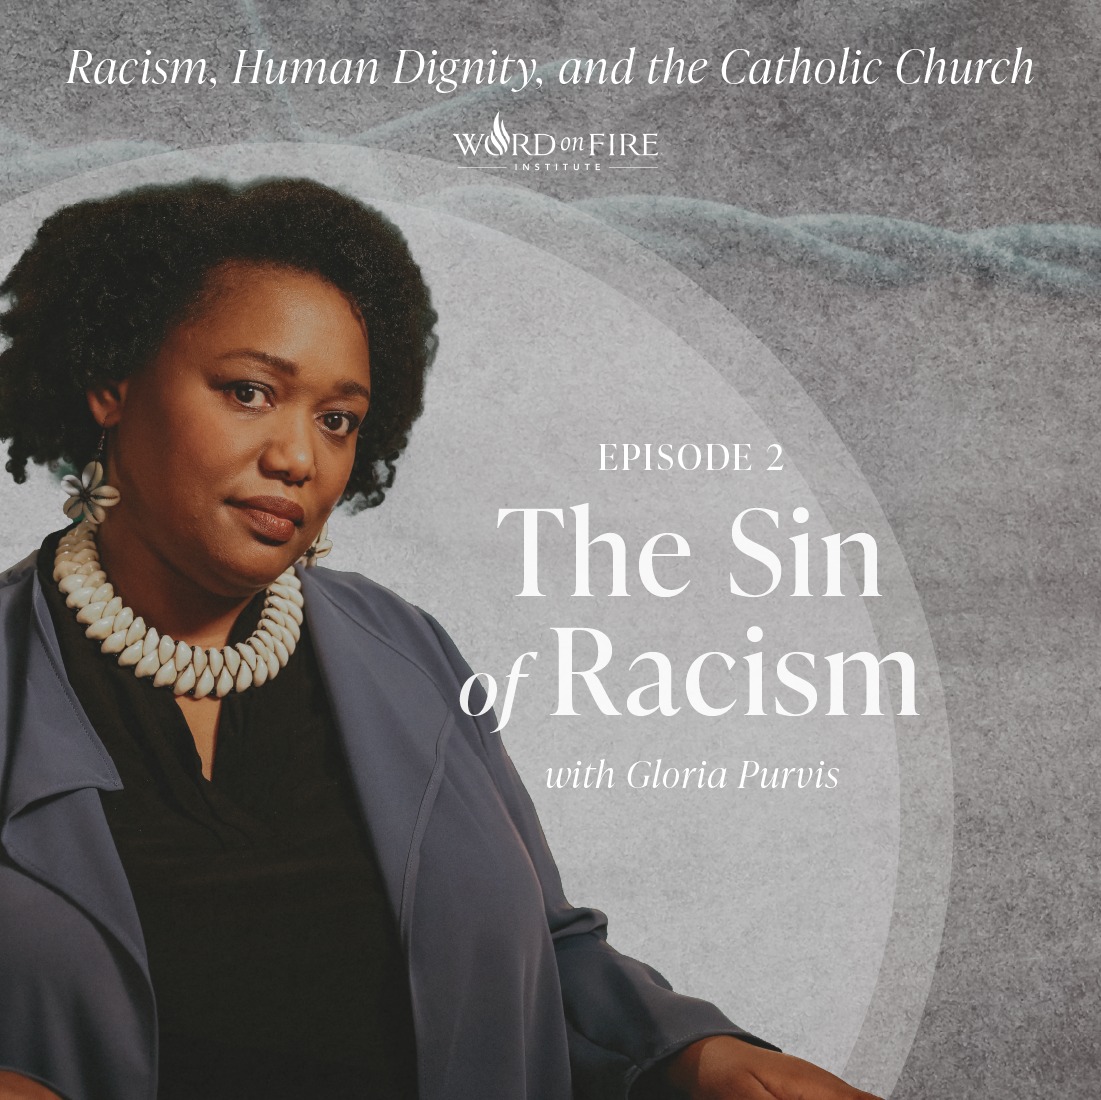 Racism, Human Dignity, and the Catholic Church
WORD on FIRE
INSTITUTE
EPISODE 2
The Sin
of Racism
with Gloria Purvis